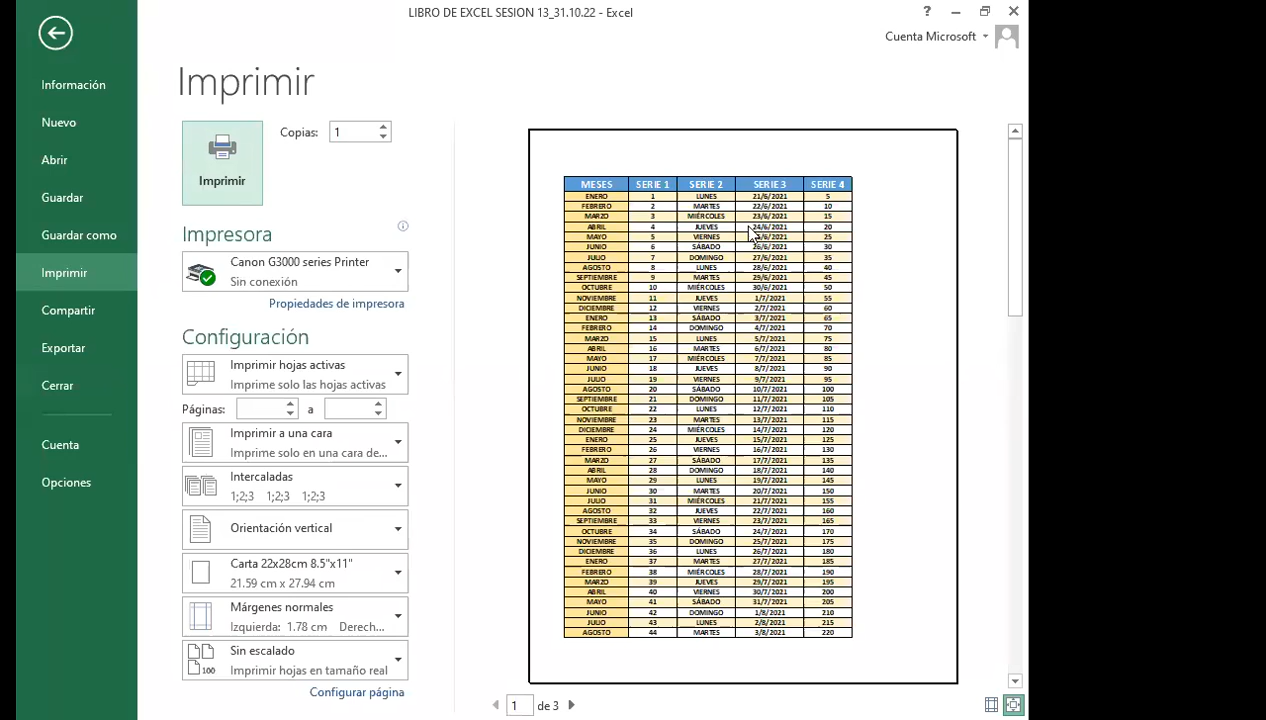 LIBRO DE EXCEL SESION 13_31.10.22 - Excel
?
Cuenta Microsoft
Información
Nuevo
Abrir
Guardar
Guardar como
Imprimir
Compartir
Exportar
Cerrar
Cuenta
Opciones
Imprimir
Imprimir
Copias: 1
Impresora
Canon G3000 series Printer
Sin conexión
Propiedades de impresora
Configuración
Imprimir hojas activas
Imprime solo las hojas activas
Páginas: a
Imprimir a una cara
Imprime solo en una cara de...
Intercaladas
1;2;3 1;2;3 1;2;3
Orientación vertical
Carta 22x28cm 8.5"x11"
21.59 cm x 27.94 cm
Márgenes normales
Izquierda: 1.78 cm Derech...
Sin escalado
100 Imprimir hojas en tamaño real
Configurar página
MESES SERIE 1 SERIE 2 SERIE 3 SERIE 4
ENERO 1 LUNES 21/6/2021 5
FEBRERO 2 MARTES 22/6/2021 10
MARZO 3 MIÉRCOLES 23/6/2021 15
ABRIL 4 JUEVES 24/6/2021 20
MAYO 5 VIERNES 25/6/2021 25
JUNIO 6 SÁBADO 26/6/2021 30
JULIO 7 DOMINGO 27/6/2021 35
AGOSTO 8 LUNES 28/6/2021 40
SEPTIEMBRE 9 MARTES 29/6/2021 45
OCTUBRE 10 MIÉRCOLES 30/6/2021 50
NOVIEMBRE 11 JUEVES 1/7/2021 55
DICIEMBRE 12 VIERNES 2/7/2021 60
ENERO 13 SÁBADO 3/7/2021 65
FEBRERO 14 DOMINGO 4/7/2021 70
MARZO 15 LUNES 5/7/2021 75
ABRIL 16 MARTES 6/7/2021 80
MAYO 17 MIÉRCOLES 7/7/2021 85
JUNIO 18 JUEVES 8/7/2021 90
JULIO 19 VIERNES 9/7/2021 95
AGOSTO 20 SÁBADO 10/7/2021 100
SEPTIEMBRE 21 DOMINGO 11/7/2021 105
OCTUBRE 22 LUNES 12/7/2021 110
NOVIEMBRE 23 MARTES 13/7/2021 115
DICIEMBRE 24 MIÉRCOLES 14/7/2021 120
ENERO 25 JUEVES 15/7/2021 125
FEBRERO 26 VIERNES 16/7/2021 130
MARZO 27 SÁBADO 17/7/2021 135
ABRIL 28 DOMINGO 18/7/2021 140
MAYO 29 LUNES 19/7/2021 145
JUNIO 30 MARTES 20/7/2021 150
JULIO 31 MIÉRCOLES 21/7/2021 155
AGOSTO 32 JUEVES 22/7/2021 160
SEPTIEMBRE 33 VIERNES 23/7/2021 165
OCTUBRE 34 SÁBADO 24/7/2021 170
NOVIEMBRE 35 DOMINGO 25/7/2021 175
DICIEMBRE 36 LUNES 26/7/2021 180
ENERO 37 MARTES 27/7/2021 185
FEBRERO 38 MIÉRCOLES 28/7/2021 190
MARZO 39 JUEVES 29/7/2021 195
ABRIL 40 VIERNES 30/7/2021 200
MAYO 41 SÁBADO 31/7/2021 205
JUNIO 42 DOMINGO 1/8/2021 210
JULIO 43 LUNES 2/8/2021 215
AGOSTO 44 MARTES 3/8/2021 220
1 de 3